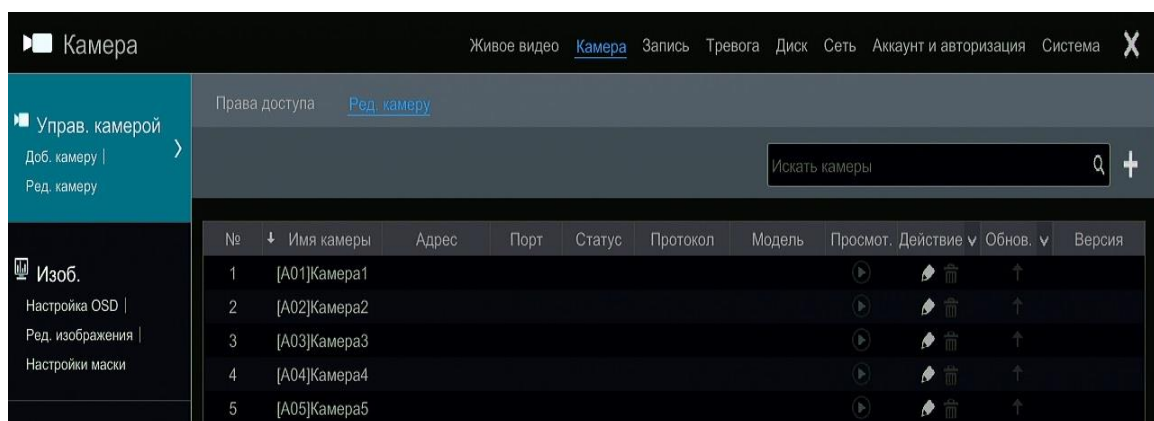 Камера
Живое видео Камера Запись Тревога Диск Сеть Аккаунт и авторизация Система X
Права доступа Ред. камеру
Управ. камерой
Доб. камеру |
Ред. камеру
Искать камеры
№ Имя камеры Адрес Порт Статус Протокол Модель Просмот. Действие Обнов. Версия
1 [A01]Камера1
2 [A02]Камера2
3 [A03]Камера3
4 [A04]Камера4
5 [A05]Камера5
Изоб.
Настройка OSD |
Ред. изображения |
Настройки маски